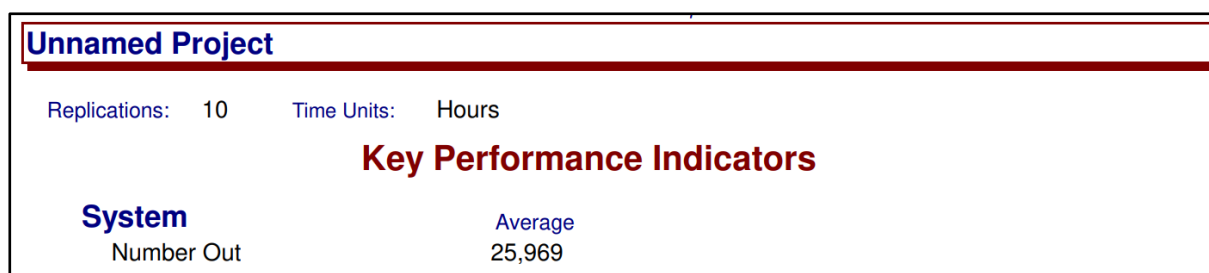 Unnamed Project
Replications: 10 Time Units: Hours
Key Performance Indicators
System Average
Number Out 25,969